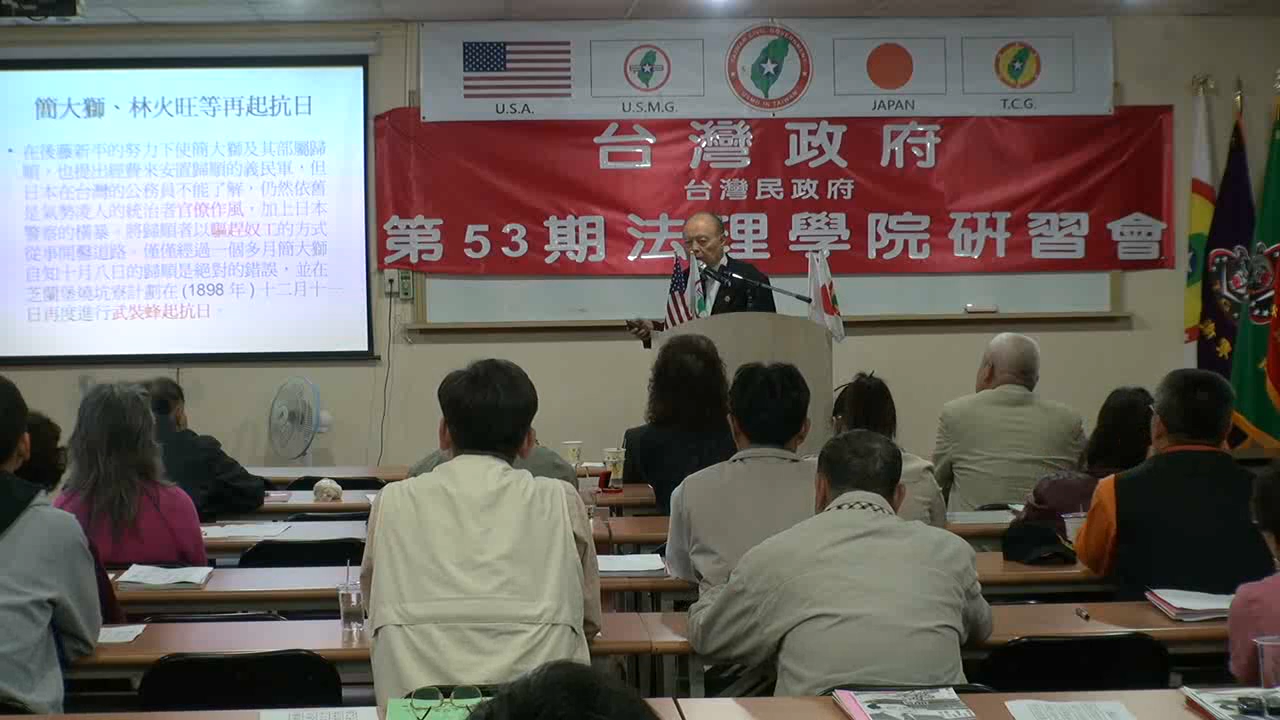 U.S.A.
U.S.M.G.
TAIWAN CIVIL GOVERNMENT
USMG IN TAIWAN
JAPAN
T.C.G.
台灣政府
台灣民政府
第53期法理學院研習會
簡大獅、林火旺等再起抗日
• 在後藤新平的努力下使簡大獅及其部屬歸
順，也提出經費來安置歸順的義民軍，但
日本在台灣的公務員不能了解，仍然依舊
是氣勢凌人的統治者官僚作風，加上日本
警察的橫暴。將歸順者以驅趕奴工的方式
從事開鑿道路。僅僅經過一個多月簡大獅
自知十月八日的歸順是絕對的錯誤，並在
芝蘭堡燒坑寮計劃在(1898年)十二月十一
日再度進行武裝蜂起抗日。